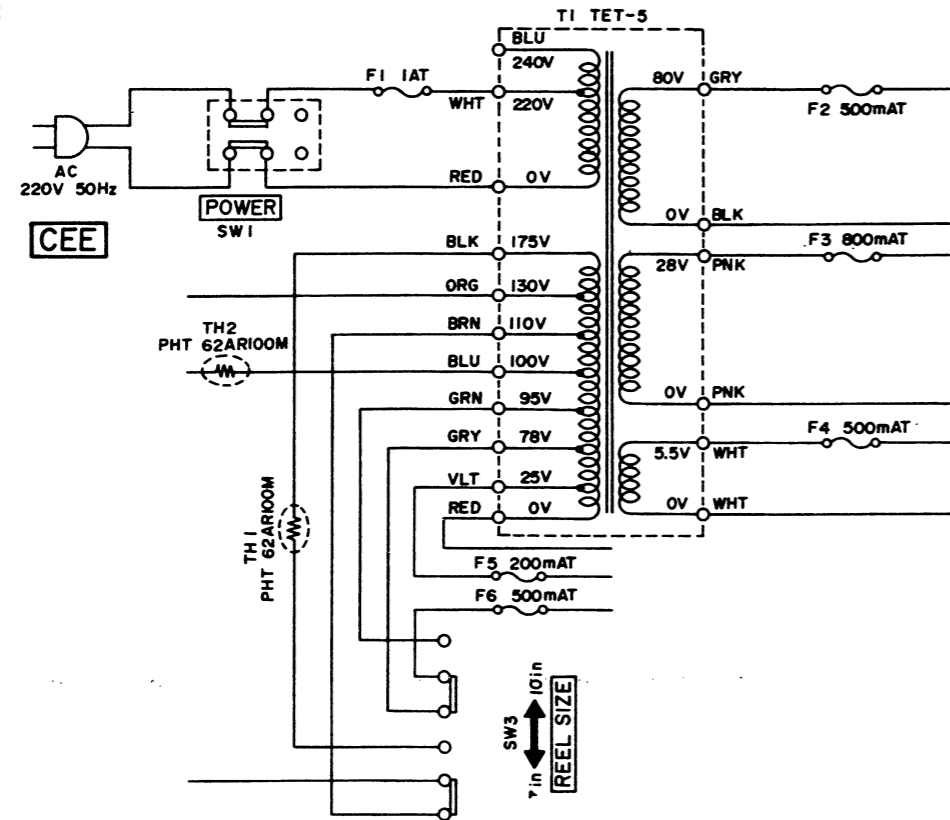 T1 TET-5
BLU
240V
F1 1AT
WHT 220V
80V GRY
F2 500mAT
AC
220V 50Hz
POWER
SW1
RED 0V
0V BLK
CEE
BLK 175V
F3 800mAT
28V PNK
ORG 130V
BRN 110V
TH2
PHT 62AR100M
BLU 100V
GRN 95V
0V PNK
GRY 78V
F4 500mAT
5.5V WHT
VLT 25V
RED 0V
0V WHT
TH1
PHT 62AR100M
F5 200mAT
F6 500mAT
SW3
7in 10in
REEL SIZE